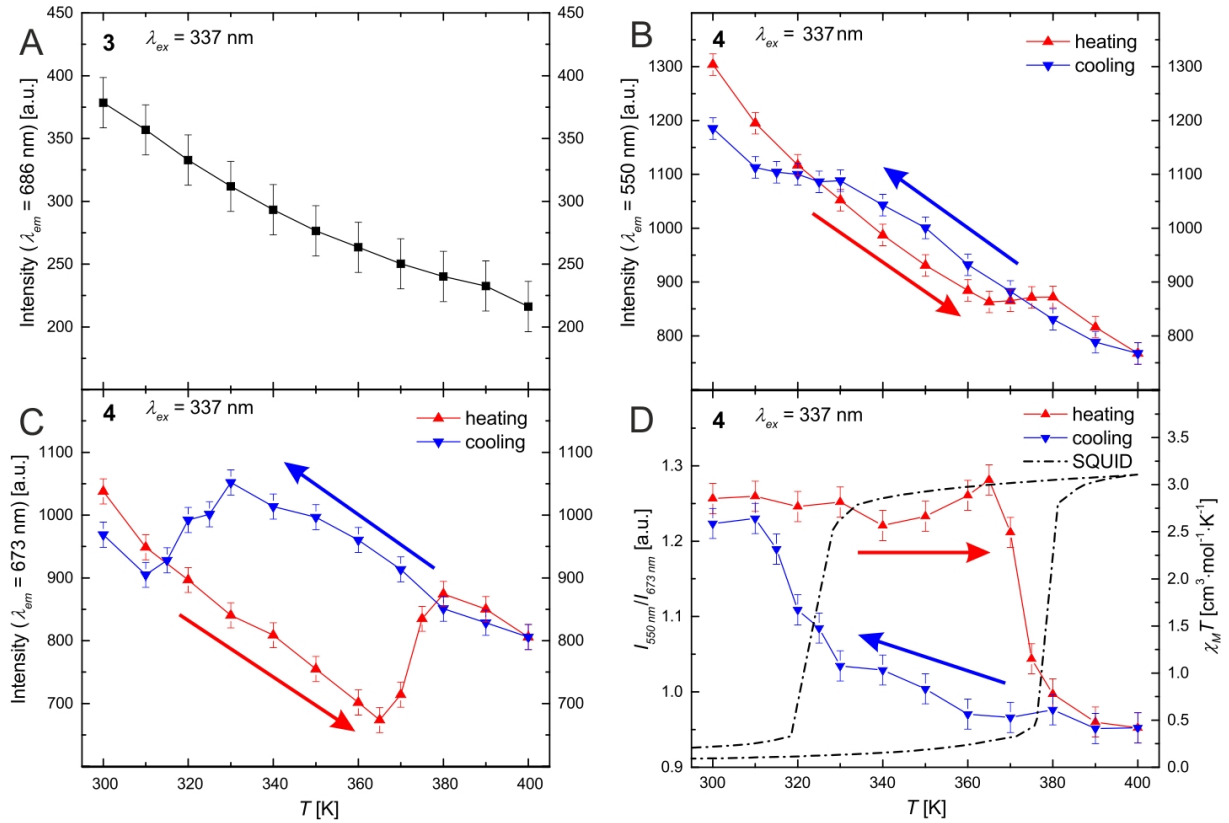 A
3 λex = 337 nm
Intensity ( λem = 686 nm) [a.u.]
450
400
350
300
250
200
450
400
350
300
250
200
B
4 λex = 337 nm
heating
cooling
Intensity ( λem = 550 nm) [a.u.]
1300
1200
1100
1000
900
800
1300
1200
1100
1000
900
800
C
4 λex = 337 nm
heating
cooling
Intensity ( λem = 673 nm) [a.u.]
1100
1000
900
800
700
1100
1000
900
800
700
300 320 340 360 380 400
T [K]
D
4 λex = 337 nm
heating
cooling
SQUID
I550 nm/I673 nm [a.u.]
1.3
1.2
1.1
1.0
0.9
3.5
3.0
2.5
2.0
1.5
1.0
0.5
0.0
χMT [cm3·mol-1·K-1]
300 320 340 360 380 400
T [K]